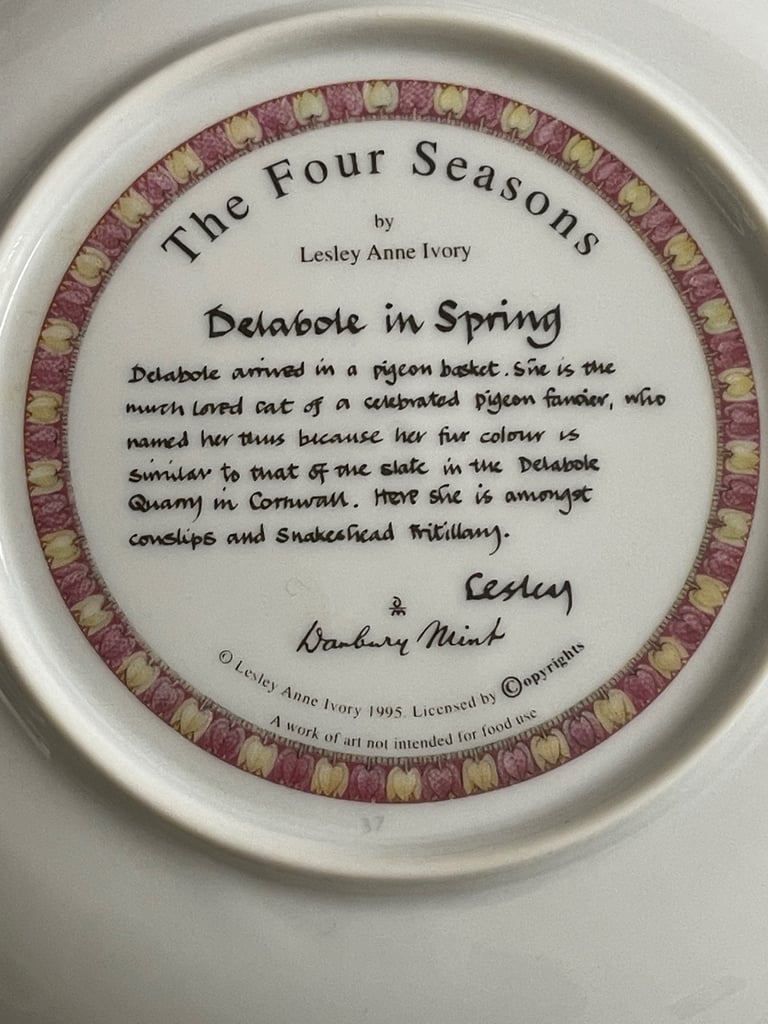 The Four Seasons
by
Lesley Anne Ivory
Delabole in Spring
Delabole arrived in a pigeon basket. She is the
much loved cat of a celebrated pigeon fancier, who
named her thus because her fur colour is
similar to that of the slate in the Delabole
Quarry in Cornwall. Here she is amongst
cowslips and Snakeshead Fritillary.
Lesley
Danbury Mint
© Lesley Anne Ivory 1995. Licensed by ©opyrights
A work of art not intended for food use
37